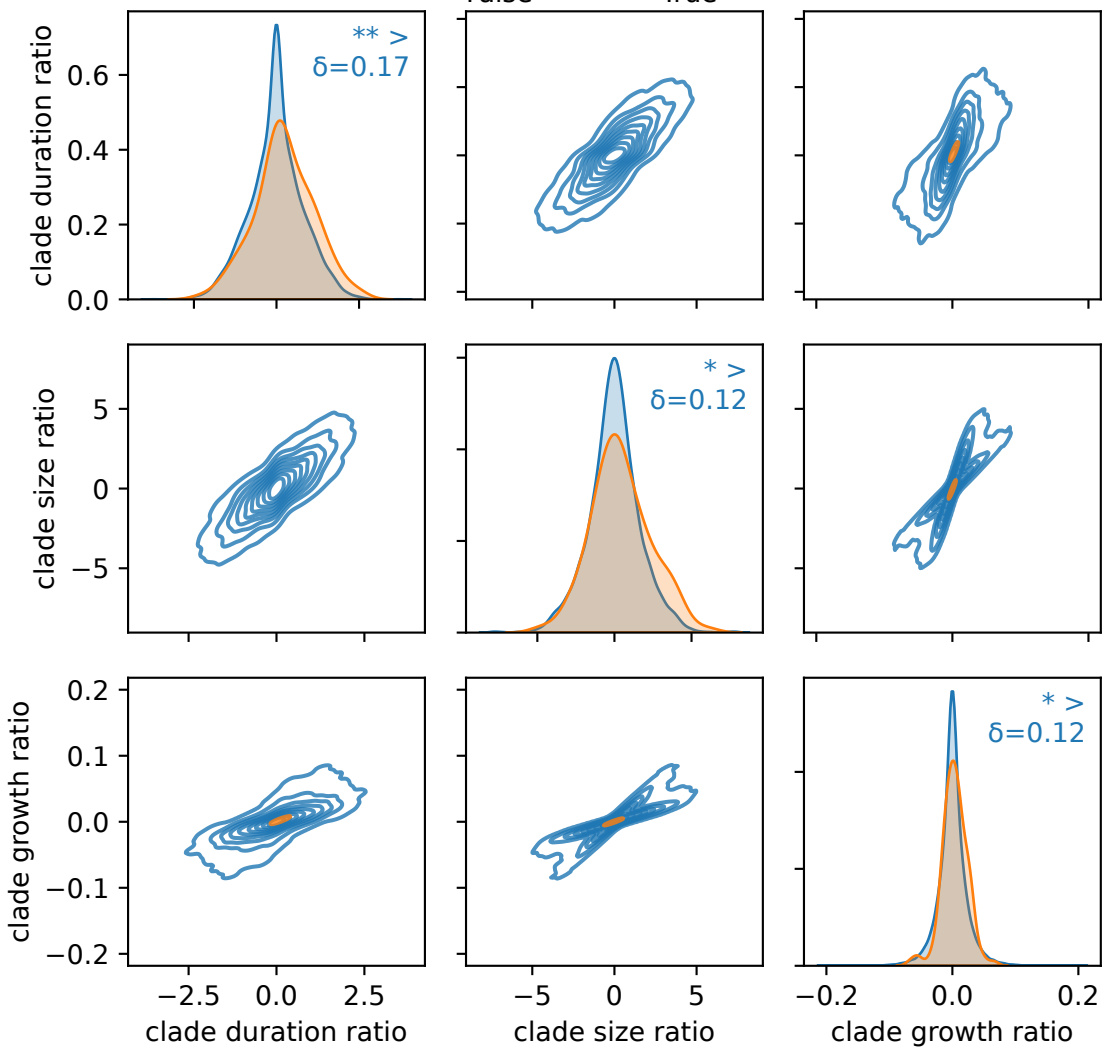 clade duration ratio
0.6
0.4
0.2
0.0
** >
δ=0.17
clade size ratio
5
0
−5
* >
δ=0.12
clade growth ratio
0.2
0.1
0.0
−0.1
−0.2
* >
δ=0.12
−2.5 0.0 2.5
clade duration ratio
−5 0 5
clade size ratio
−0.2 0.0 0.2
clade growth ratio